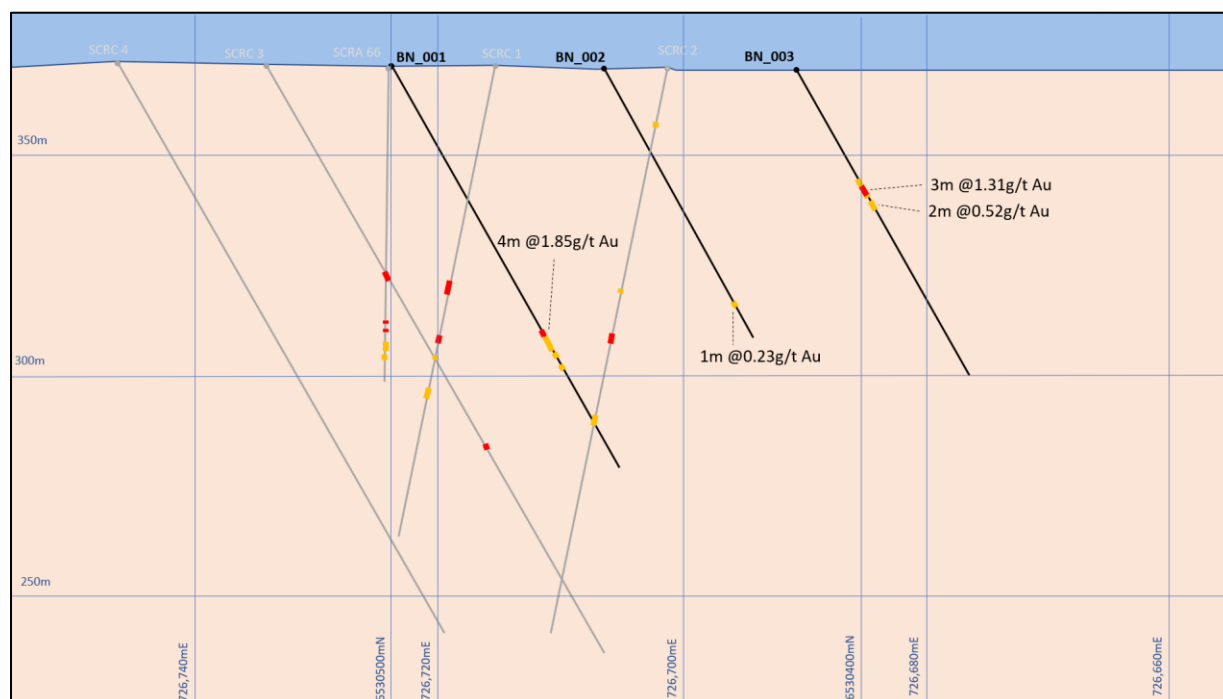 SCRC 4
SCRC 3
SCRA 66
BN_001
SCRC 1
BN_002
SCRC 2
BN_003
350m
3m @1.31g/t Au
2m @0.52g/t Au
4m @1.85g/t Au
1m @0.23g/t Au
300m
250m
726,740mE
6530500mN
726,720mE
726,700mE
6530400mN
726,680mE
726,660mE